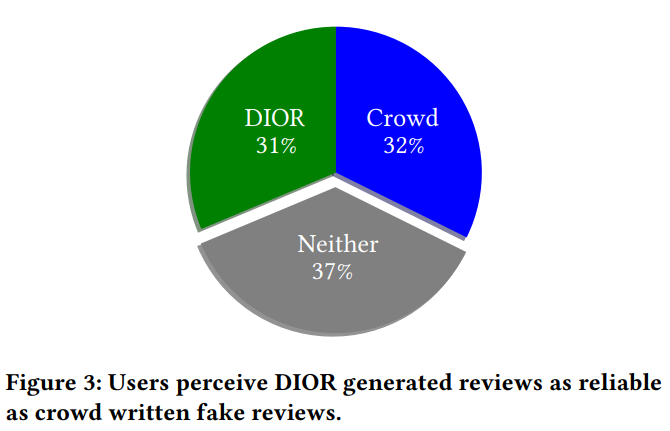 DIOR
31%
Crowd
32%
Neither
37%
Figure 3: Users perceive DIOR generated reviews as reliable
as crowd written fake reviews.